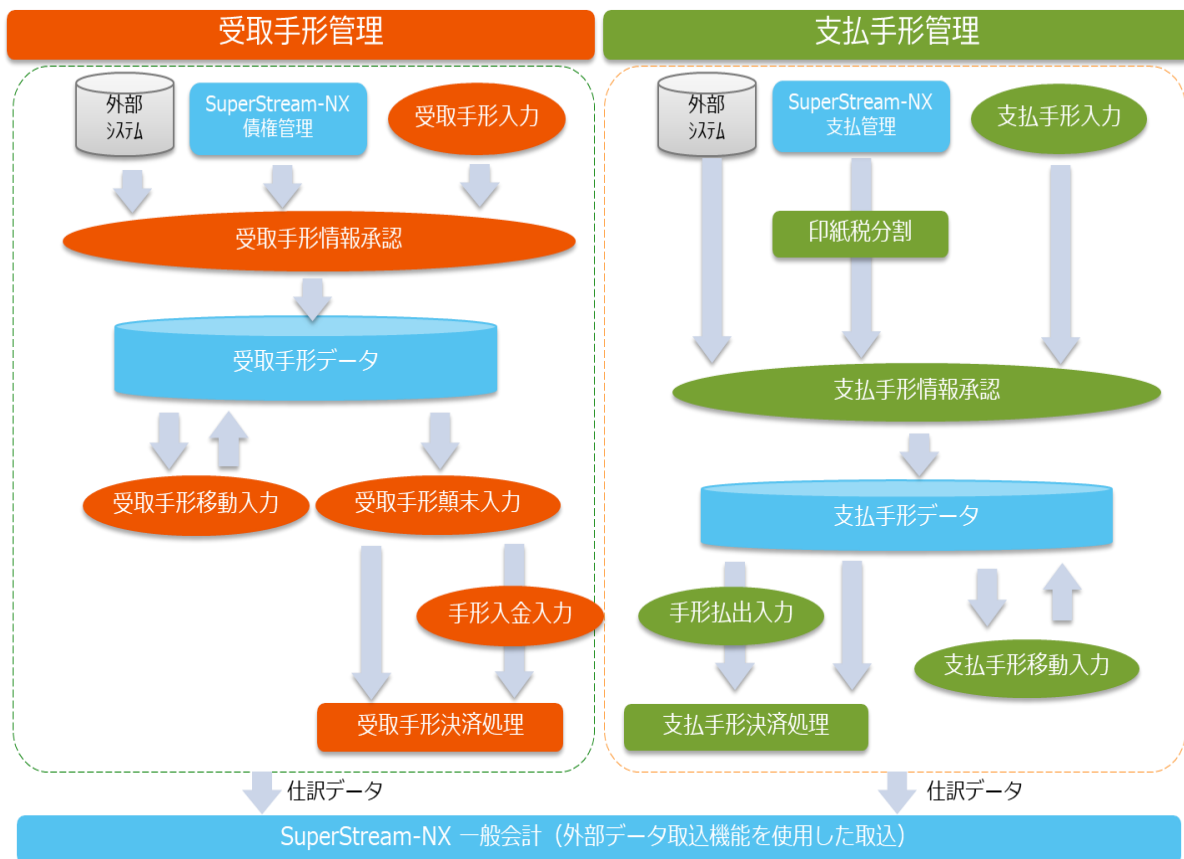 受取手形管理
外部
ｼｽﾃﾑ
SuperStream-NX
債権管理
受取手形入力
受取手形情報承認
受取手形データ
受取手形移動入力
受取手形顛末入力
手形入金入力
受取手形決済処理
仕訳データ
支払手形管理
外部
ｼｽﾃﾑ
SuperStream-NX
支払管理
支払手形入力
印紙税分割
支払手形情報承認
支払手形データ
手形払出入力
支払手形移動入力
支払手形決済処理
仕訳データ
SuperStream-NX 一般会計（外部データ取込機能を使用した取込）